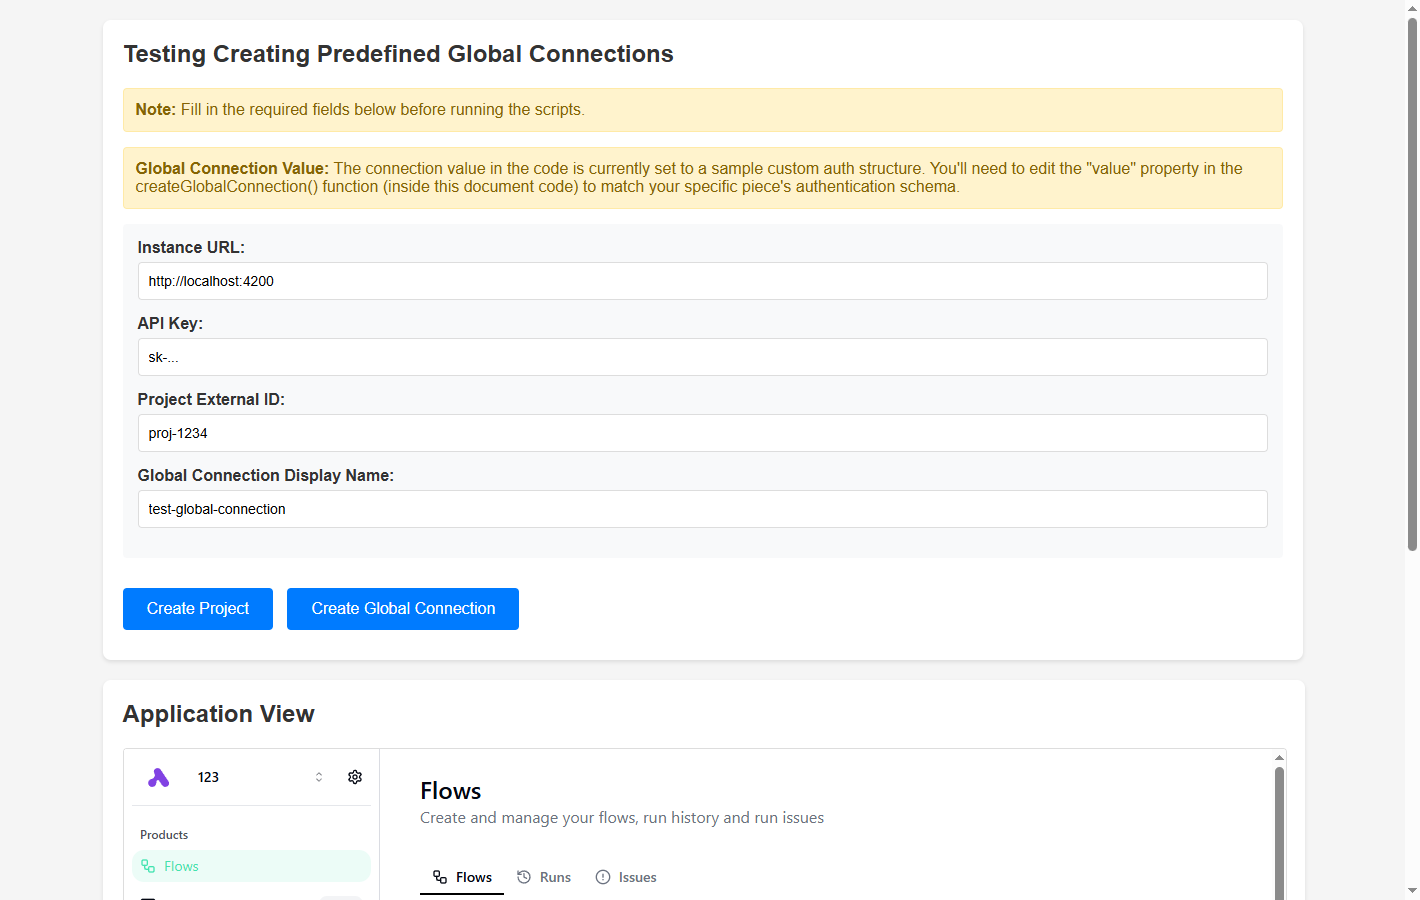 Testing Creating Predefined Global Connections
Note: Fill in the required fields below before running the scripts.
Global Connection Value: The connection value in the code is currently set to a sample custom auth structure. You'll need to edit the "value" property in the
createGlobalConnection() function (inside this document code) to match your specific piece's authentication schema.
Instance URL:
http://localhost:4200
API Key:
sk-...
Project External ID:
proj-1234
Global Connection Display Name:
test-global-connection
Create Project
Create Global Connection
Application View
123
Products
Flows
Flows
Create and manage your flows, run history and run issues
Flows
Runs
Issues